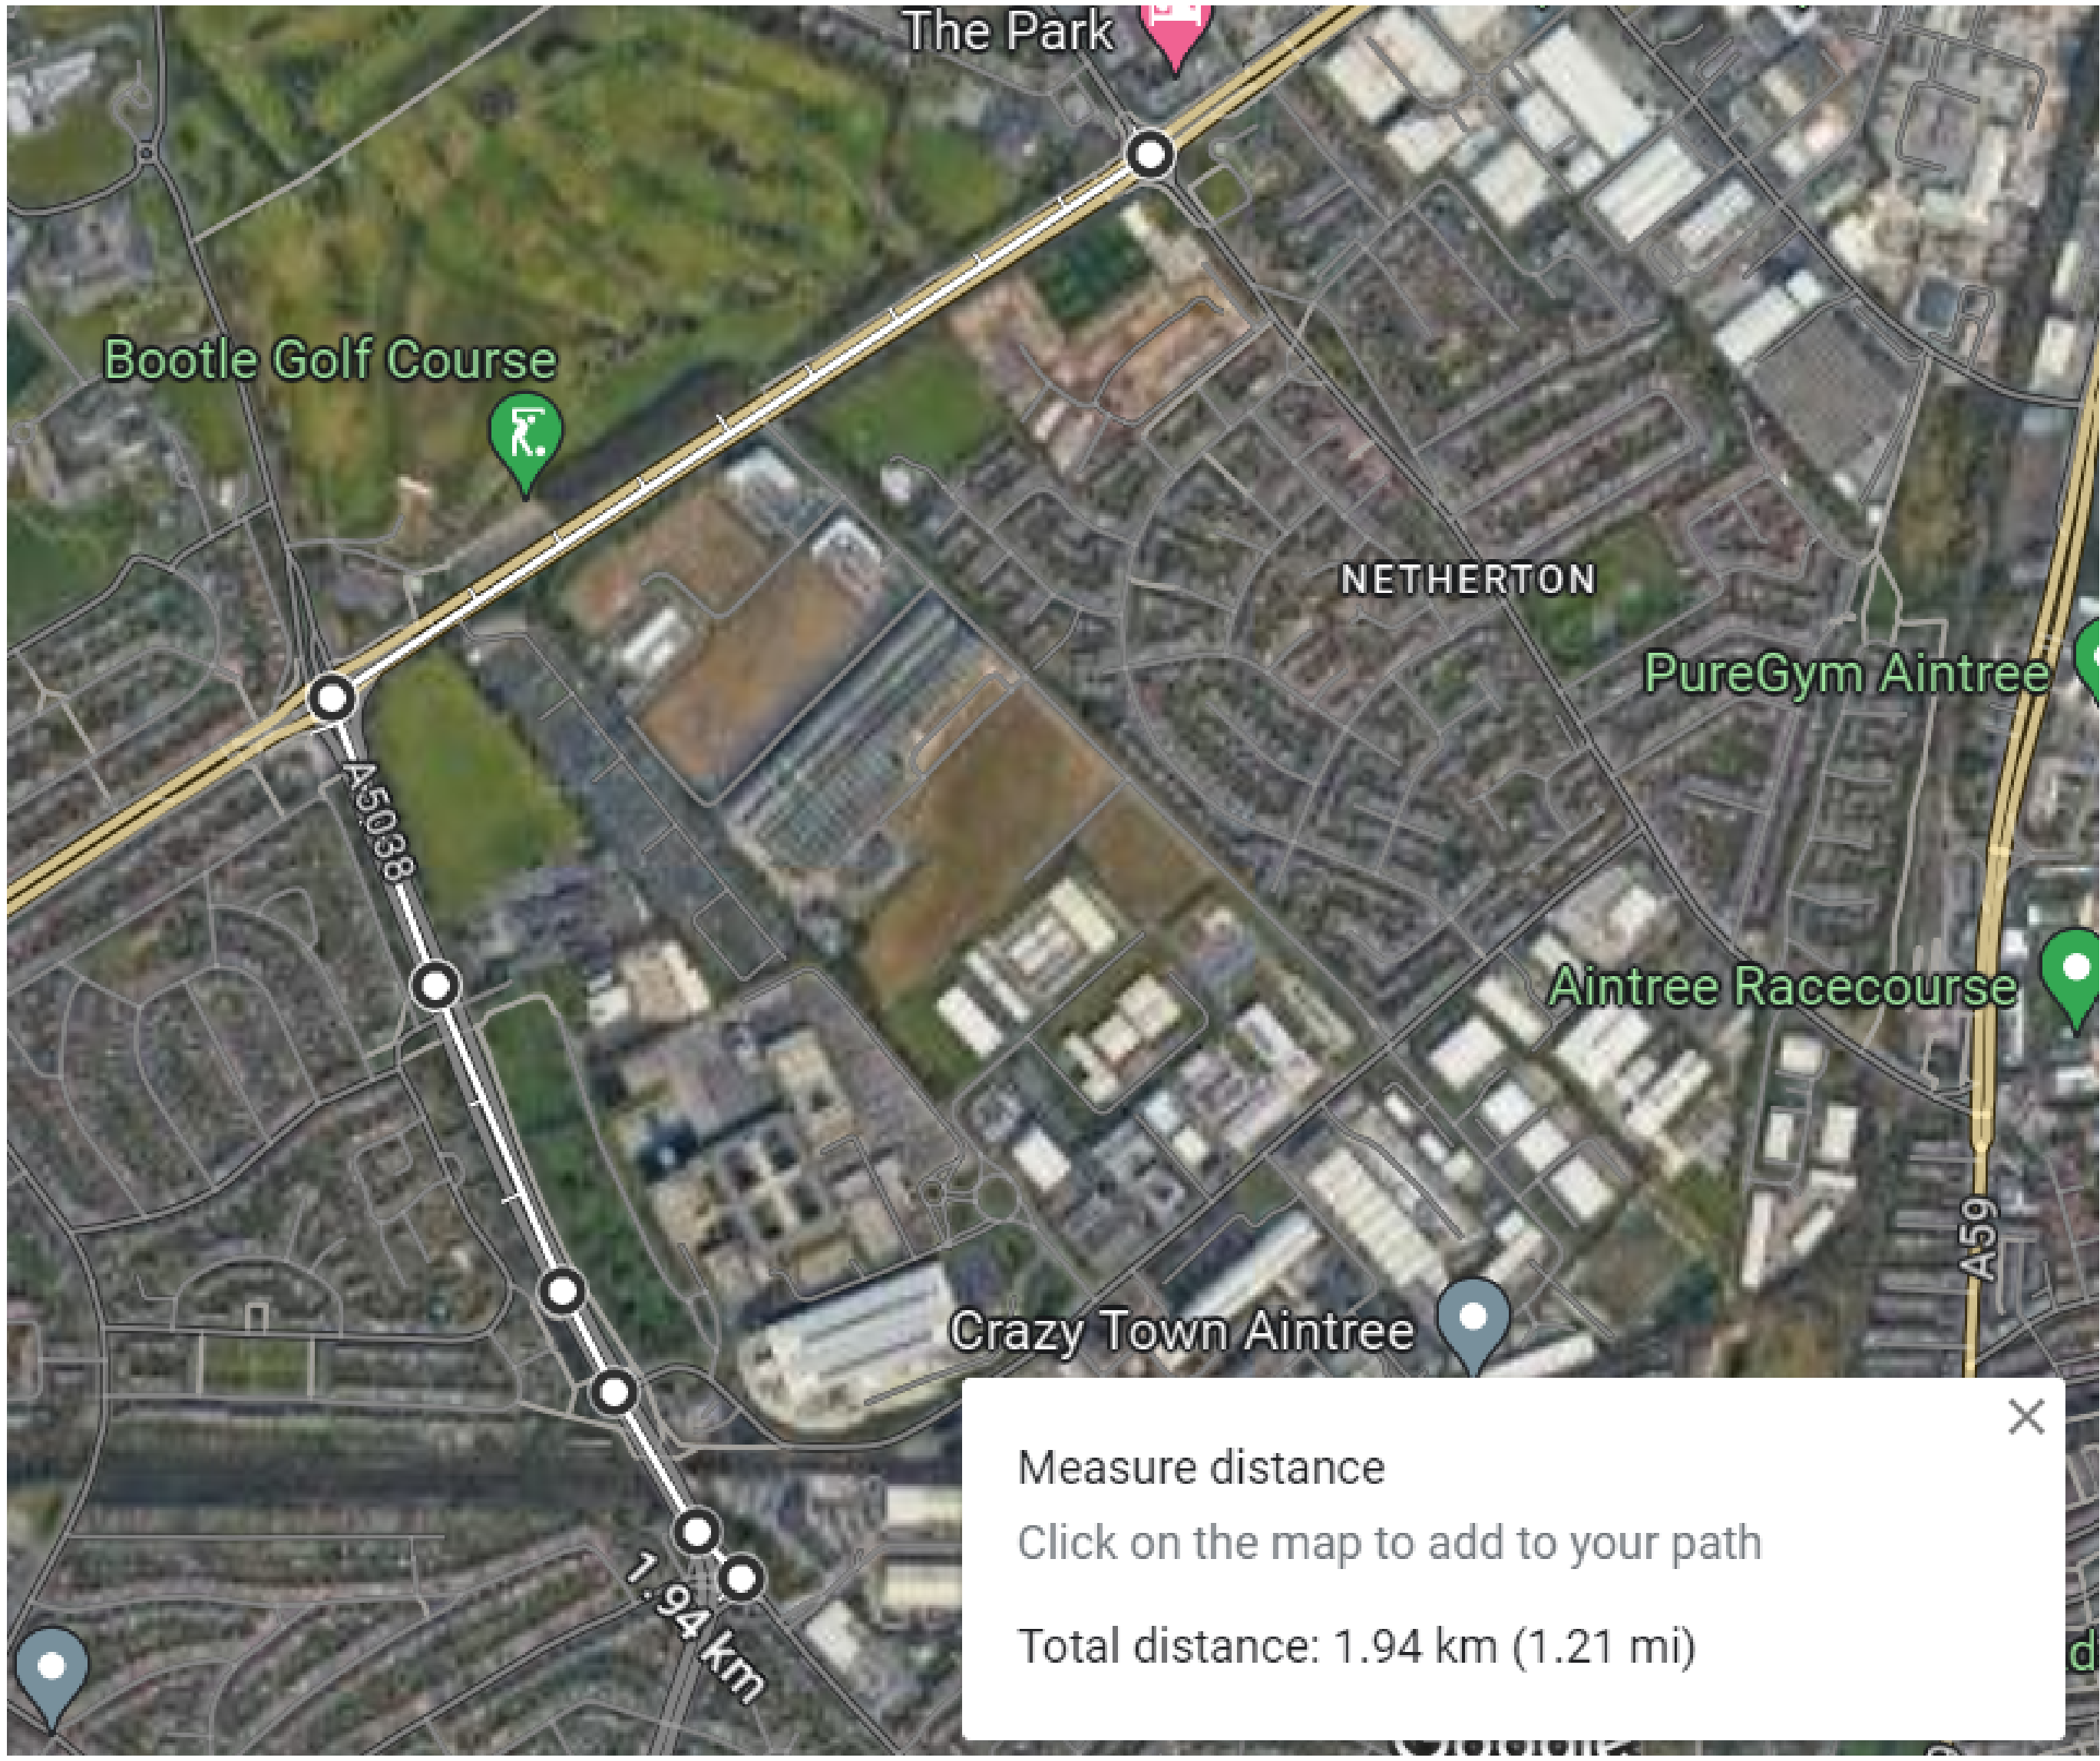 The Park
Bootle Golf Course
NETHERTON
PureGym Aintree
A5038
Aintree Racecourse
A59
Crazy Town Aintree
Measure distance
Click on the map to add to your path
1.94 km
Total distance: 1.94 km (1.21 mi)
d